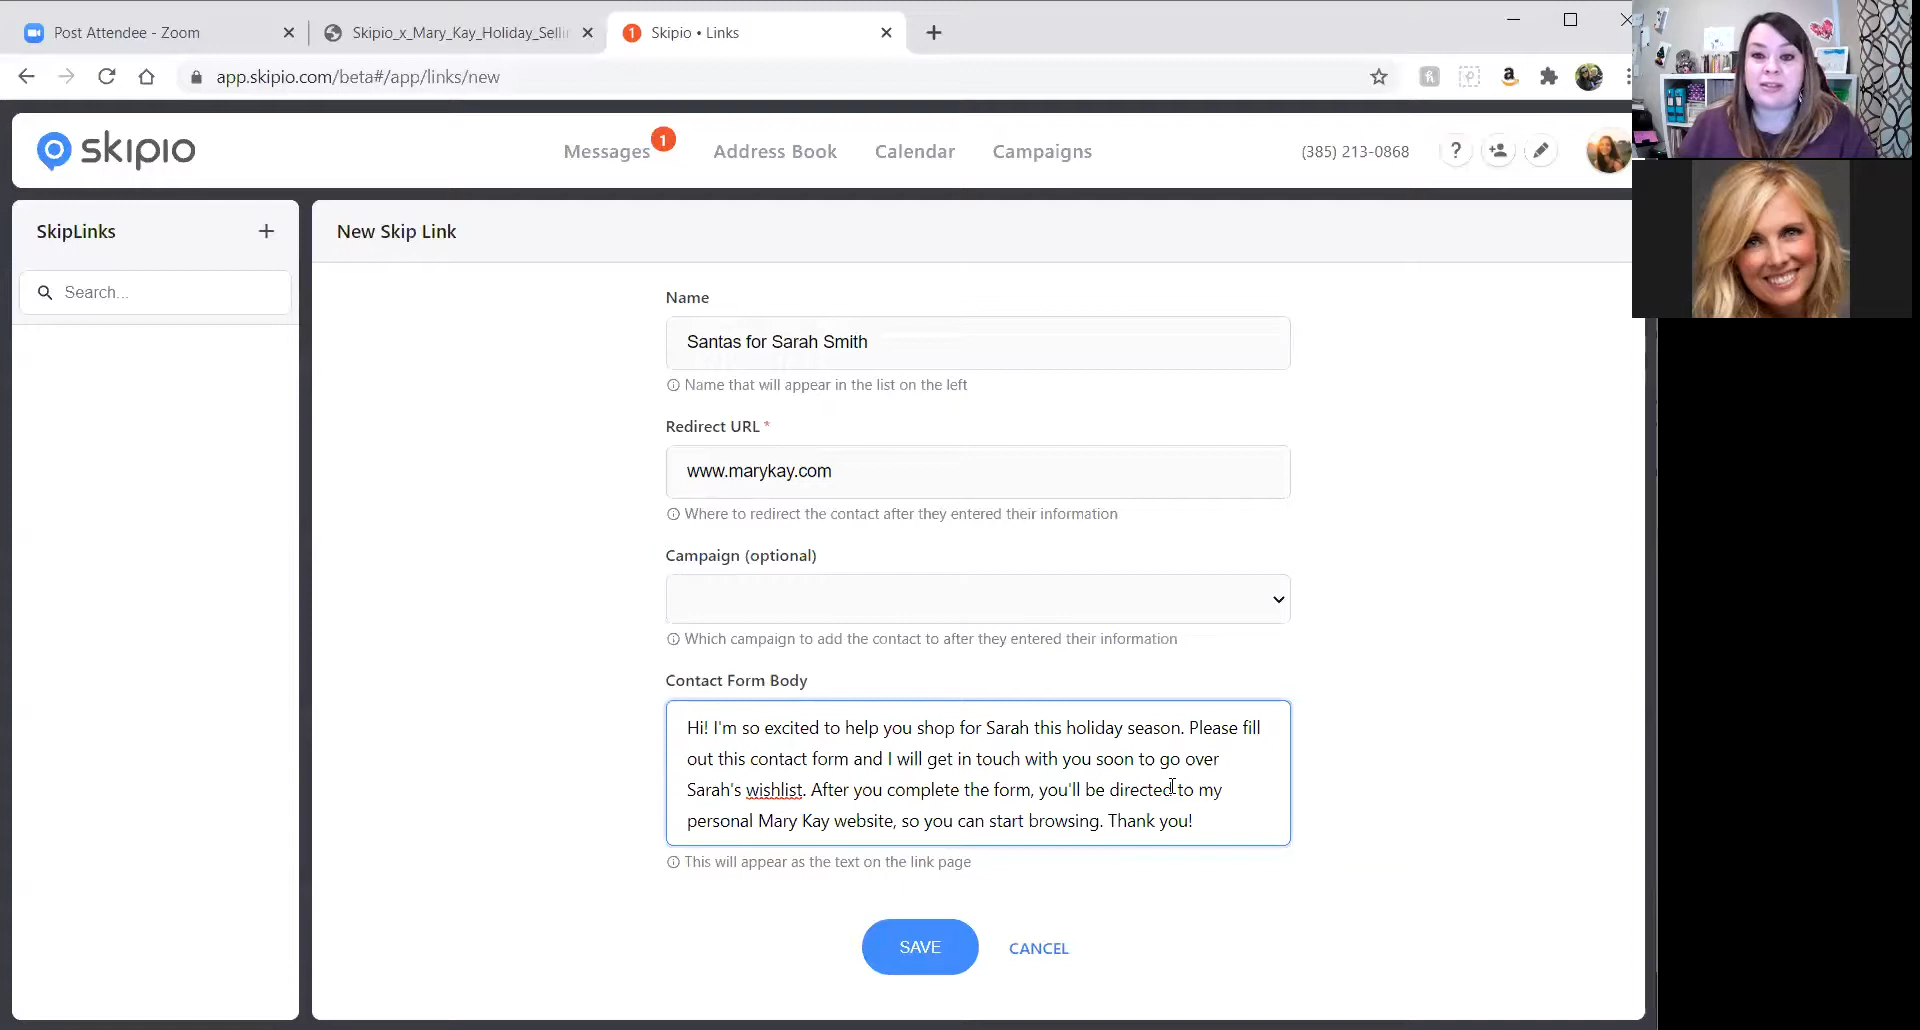 Post Attendee - Zoom
Skipio_x_Mary_Kay_Holiday_Selli
1
Skipio • Links
app.skipio.com/beta#/app/links/new
skipio
Messages
1
Address Book
Calendar
Campaigns
(385) 213-0868
?
SkipLinks
+
Search...
New Skip Link
Name
Santas for Sarah Smith
Name that will appear in the list on the left
Redirect URL *
www.marykay.com
Where to redirect the contact after they entered their information
Campaign (optional)
Which campaign to add the contact to after they entered their information
Contact Form Body
Hi! I'm so excited to help you shop for Sarah this holiday season. Please fill
out this contact form and I will get in touch with you soon to go over
Sarah's wishlist. After you complete the form, you'll be directed to my
personal Mary Kay website, so you can start browsing. Thank you!
This will appear as the text on the link page
SAVE
CANCEL